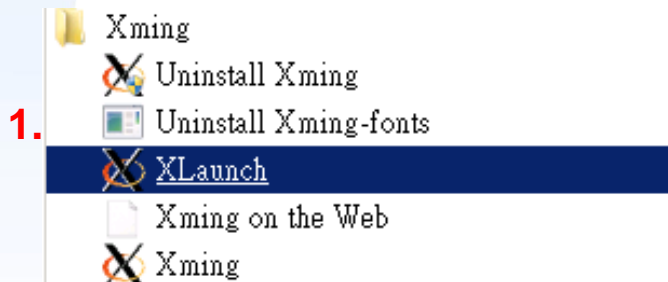 Xming
Uninstall Xming
1.
Uninstall Xming-fonts
XLaunch
Xming on the Web
Xming